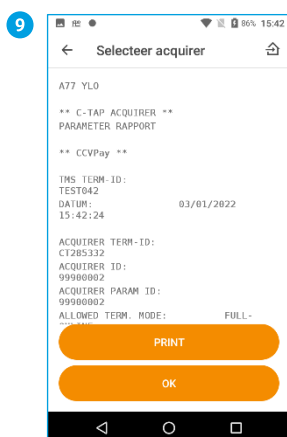 9
86% 15:42
Selecteer acquirer
A77 YLO
** C-TAP ACQUIRER **
PARAMETER RAPPORT
** CCVPay **
TMS TERM-ID:
TEST042
DATUM: 03/01/2022
15:42:24
ACQUIRER TERM-ID:
CT285332
ACQUIRER ID:
99900002
ACQUIRER PARAM ID:
99900002
ALLOWED TERM. MODE: FULL-
PRINT
OK